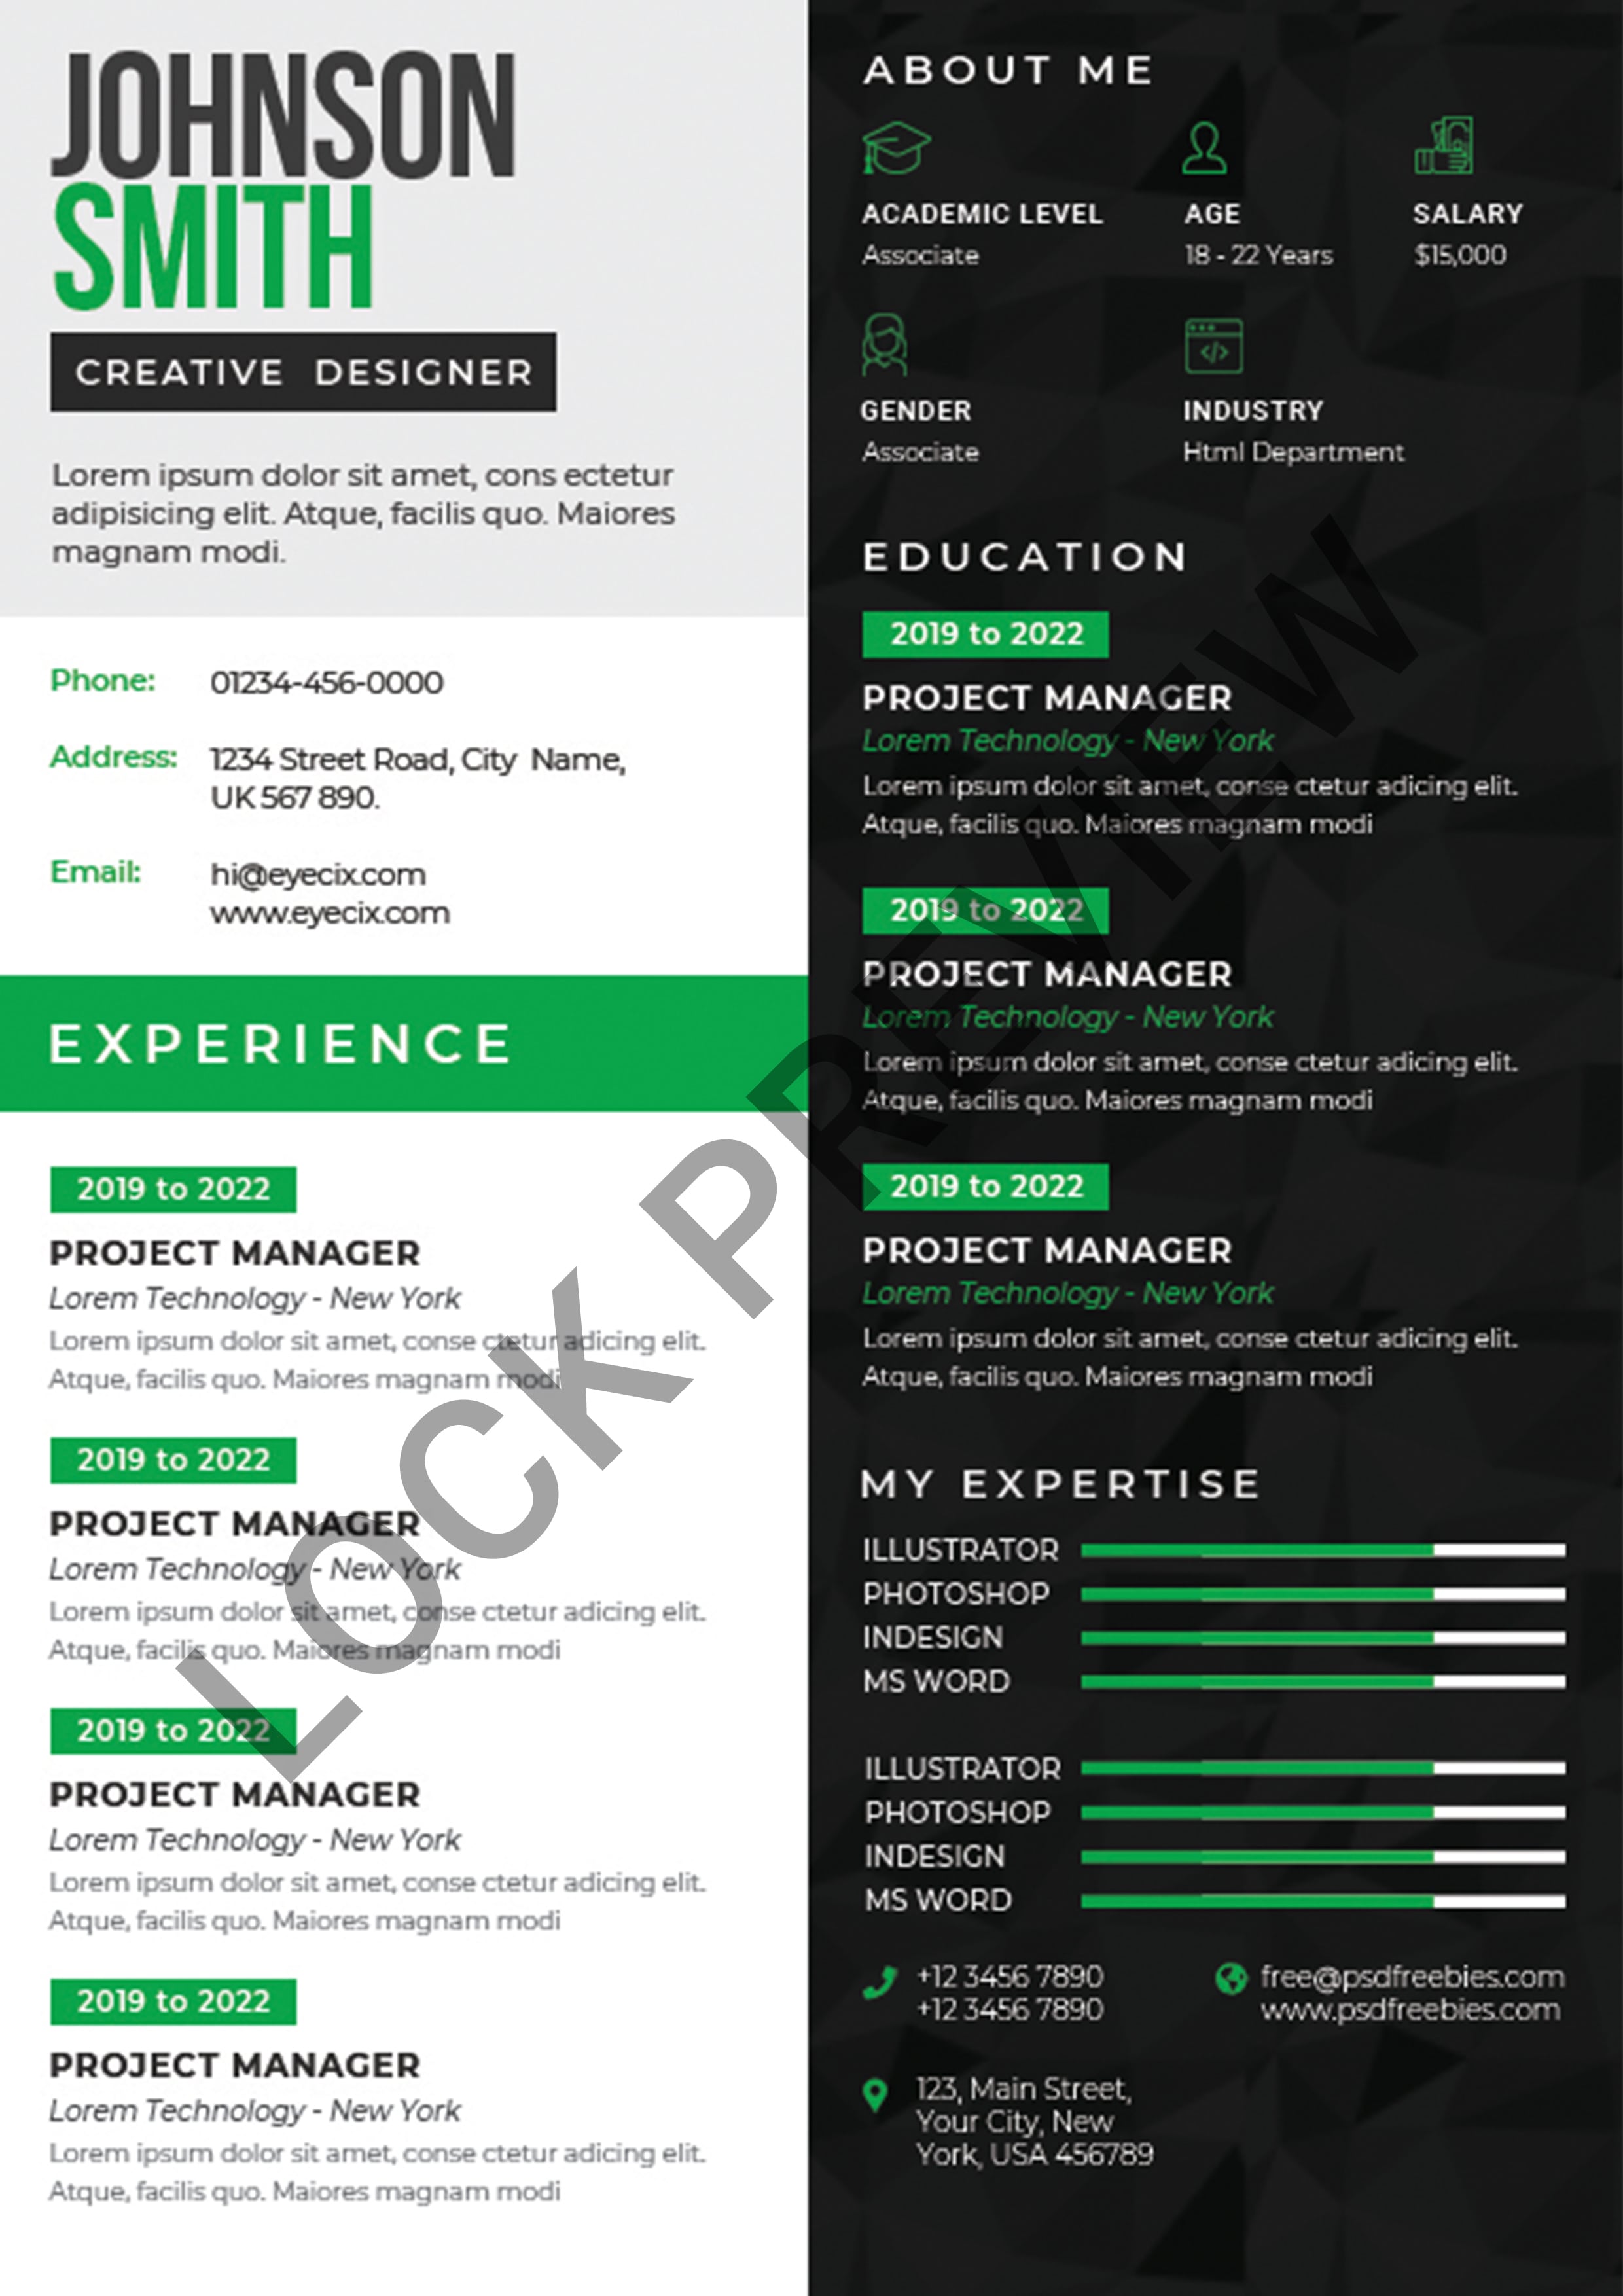 JOHNSON
SMITH
CREATIVE DESIGNER
Lorem ipsum dolor sit amet, cons ectetur
adipisicing elit. Atque, facilis quo. Maiores
magnam modi.
Phone: 01234-456-0000
Address: 1234 Street Road, City Name,
UK 567 890.
Email: hi@eyecix.com
www.eyecix.com
EXPERIENCE
2019 to 2022
PROJECT MANAGER
Lorem Technology - New York
Lorem ipsum dolor sit amet, conse ctetur adicing elit.
Atque, facilis quo. Maiores magnam modi
2019 to 2022
PROJECT MANAGER
Lorem Technology - New York
Lorem ipsum dolor sit amet, conse ctetur adicing elit.
Atque, facilis quo. Maiores magnam modi
2019 to 2022
PROJECT MANAGER
Lorem Technology - New York
Lorem ipsum dolor sit amet, conse ctetur adicing elit.
Atque, facilis quo. Maiores magnam modi
2019 to 2022
PROJECT MANAGER
Lorem Technology - New York
Lorem ipsum dolor sit amet, conse ctetur adicing elit.
Atque, facilis quo. Maiores magnam modi
ABOUT ME
ACADEMIC LEVEL AGE SALARY
Associate 18 - 22 Years $15,000
GENDER INDUSTRY
Associate Html Department
EDUCATION
2019 to 2022
PROJECT MANAGER
Lorem Technology - New York
Lorem ipsum dolor sit amet, conse ctetur adicing elit.
Atque, facilis quo. Maiores magnam modi
2019 to 2022
PROJECT MANAGER
Lorem Technology - New York
Lorem ipsum dolor sit amet, conse ctetur adicing elit.
Atque, facilis quo. Maiores magnam modi
2019 to 2022
PROJECT MANAGER
Lorem Technology - New York
Lorem ipsum dolor sit amet, conse ctetur adicing elit.
Atque, facilis quo. Maiores magnam modi
MY EXPERTISE
ILLUSTRATOR
PHOTOSHOP
INDESIGN
MS WORD
ILLUSTRATOR
PHOTOSHOP
INDESIGN
MS WORD
+12 3456 7890
+12 3456 7890
free@psdfreebies.com
www.psdfreebies.com
123, Main Street,
Your City, New
York, USA 456789
LOCK PREVIEW